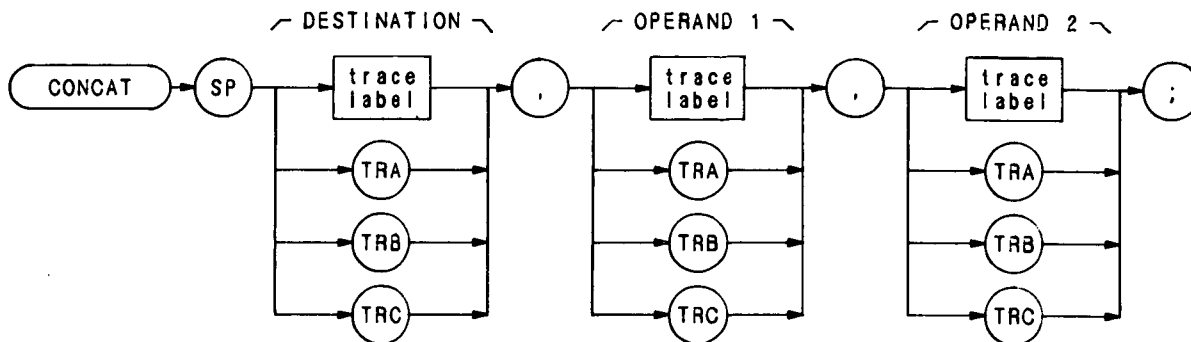 DESTINATION OPERAND 1 OPERAND 2
CONCAT SP trace label , trace label , trace label ;
TRA TRA TRA
TRB TRB TRB
TRC TRC TRC